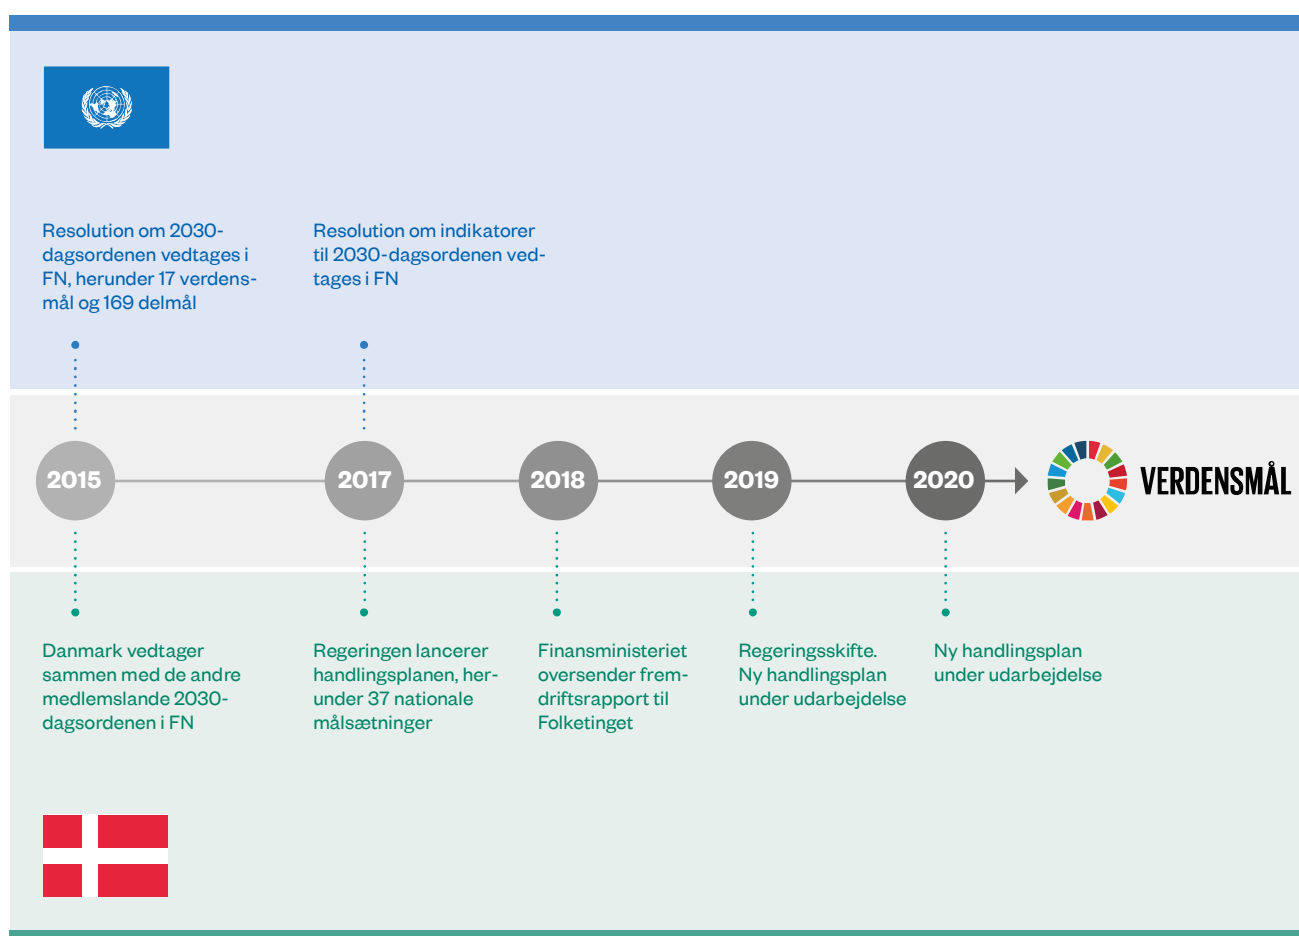 Resolution om 2030-
dagsordenen vedtages i
FN, herunder 17 verdens-
mål og 169 delmål
Resolution om indikatorer
til 2030-dagsordenen ved-
tages i FN
2015
2017
2018
2019
2020
VERDENSMÅL
Danmark vedtager
sammen med de andre
medlemslande 2030-
dagsordenen i FN
Regeringen lancerer
handlingsplanen, her-
under 37 nationale
målsætninger
Finansministeriet
oversender frem-
driftsrapport til
Folketinget
Regeringsskifte.
Ny handlingsplan
under udarbejdelse
Ny handlingsplan
under udarbejdelse